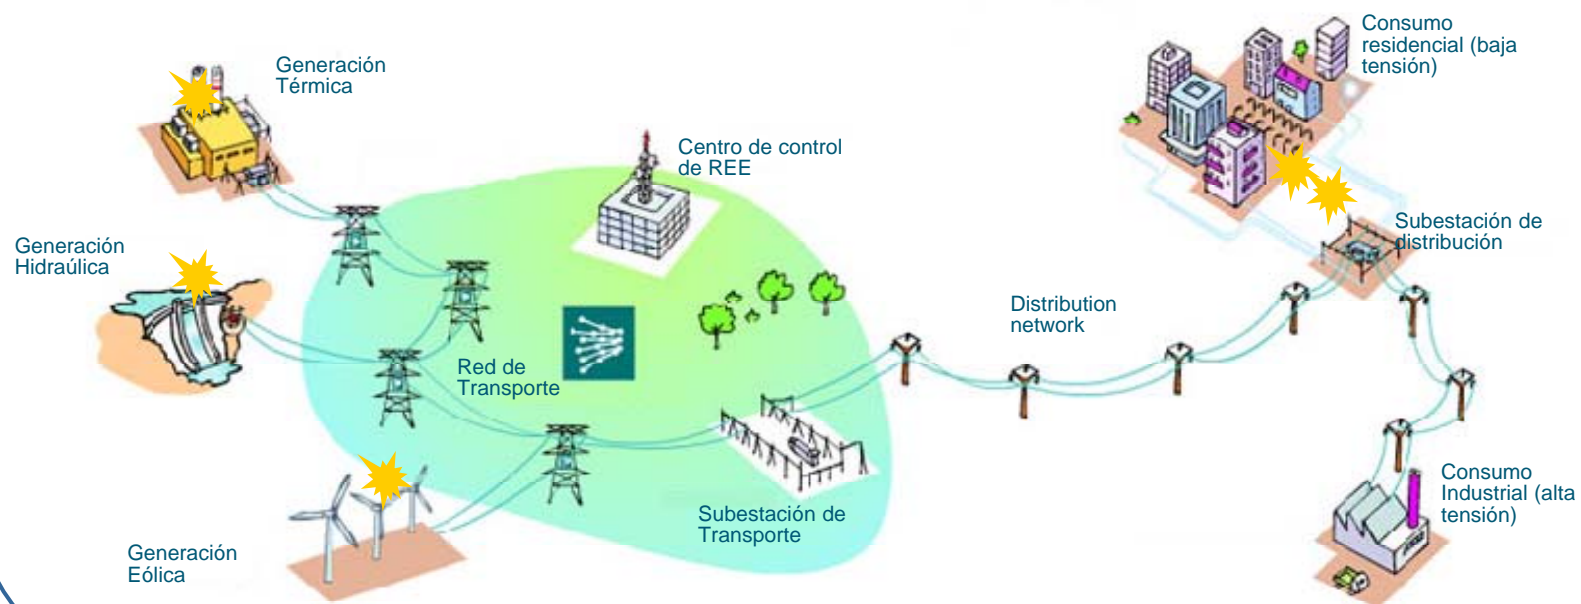 Generación
Térmica
Centro de control
de REE
Consumo
residencial (baja
tensión)
Generación
Hidraúlica
Subestación de
distribución
Distribution
network
Red de
Transporte
Subestación de
Transporte
Consumo
Industrial (alta
tensión)
Generación
Eólica